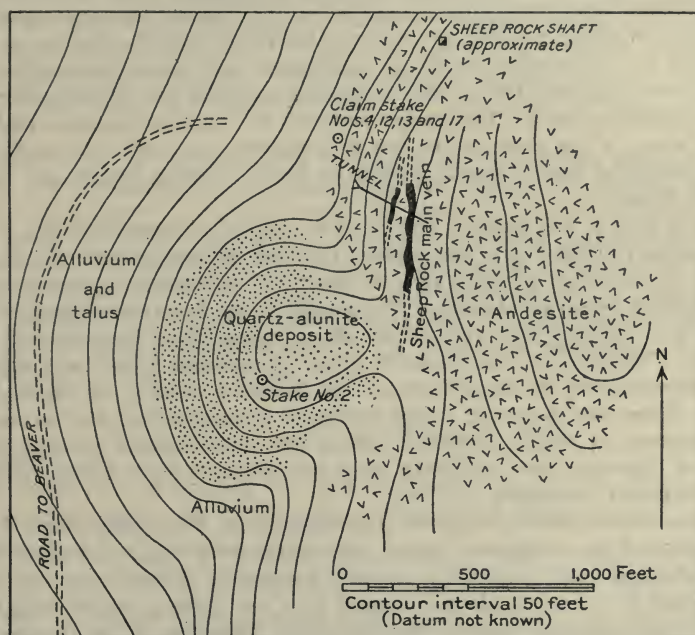 SHEEP ROCK SHAFT
(approximate)
Claim stake
Nos. 4, 12, 13 and 17
TUNNEL
Sheep Rock main vein
Alluvium
and
talus
Quartz-alunite
deposit
Andesite
N
Stake No. 2
ROAD TO BEAVER
Alluvium
0 500 1,000 Feet
Contour interval 50 feet
(Datum not known)